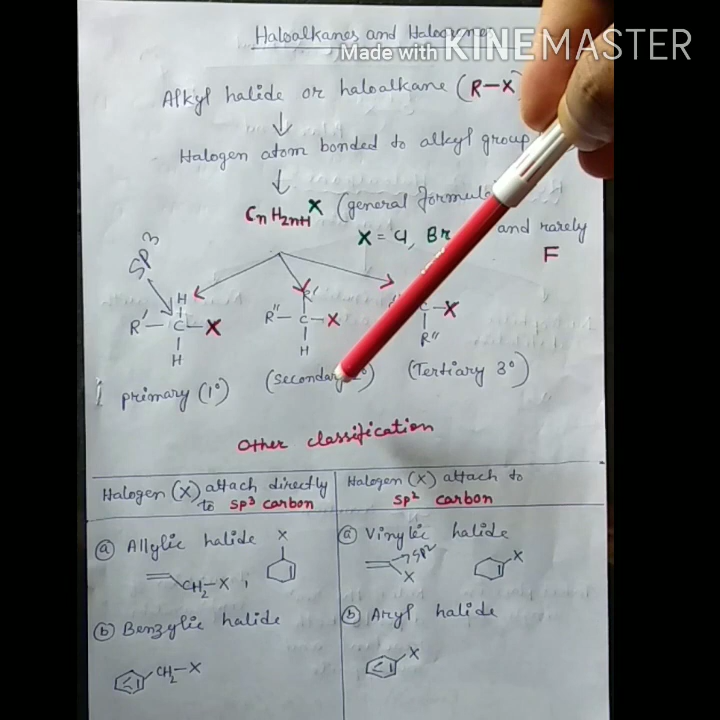 Haloalkanes and
Made with KINEMASTER
Alkyl halide or haloalkane (R-X)
↓
Halogen atom bonded to alkyl group
↓
CnH2n+1X (general formula
X = Cl, Br and rarely
F
SP3
H R'
R'-C-X R''-C-X C-X
H H R''
1 primary (1°) (secondary 2°) (Tertiary 3°)
Other classification
Halogen (X) attach directly
to SP3 carbon
Halogen (X) attach to
SP2 carbon
(a) Allylic halide
X
CH2-X ,
(b) Benzylic halide
CH2-X
(a) Vinylic halide
SP2
X X
(b) Aryl halide
X